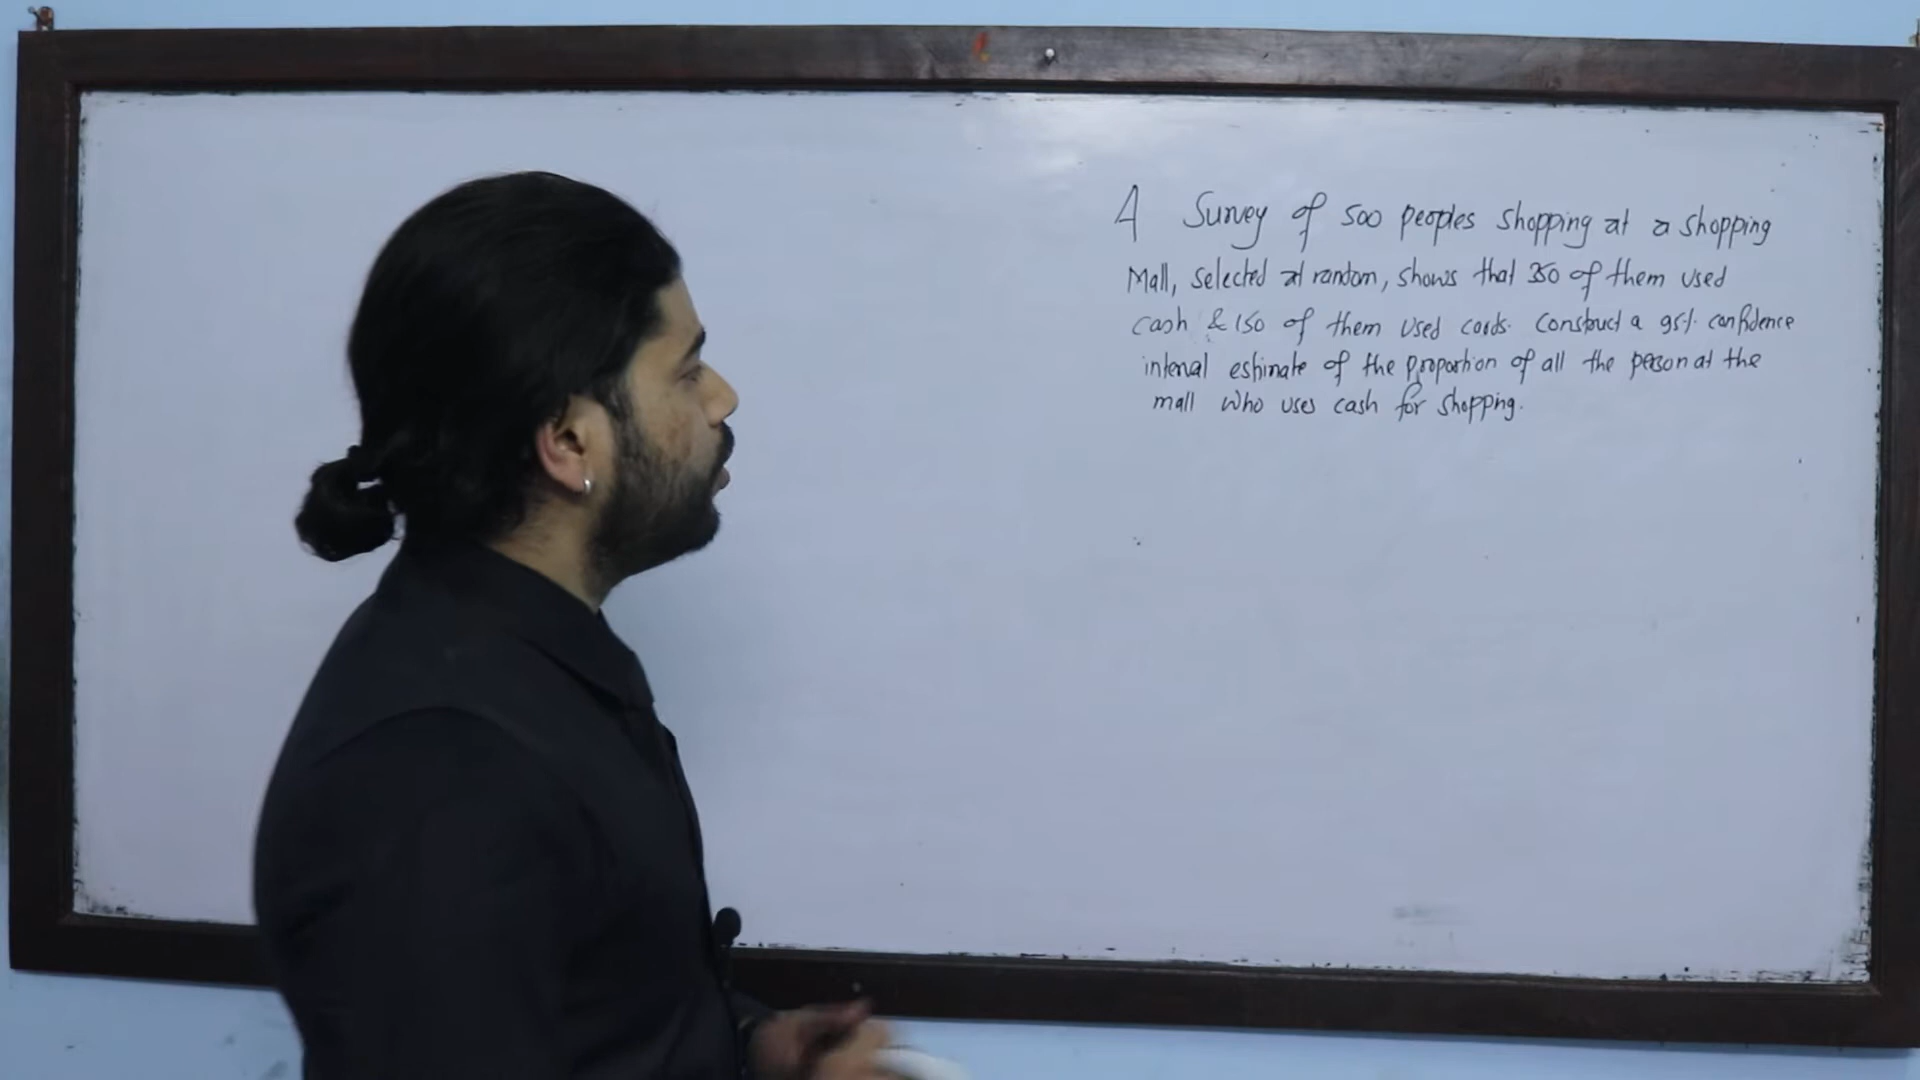 A Survey of 500 peoples shopping at a shopping
Mall, selected at random, shows that 350 of them used
cash & 150 of them used cards. Construct a 95% confidence
interval estimate of the proportion of all the person at the
mall who uses cash for shopping.